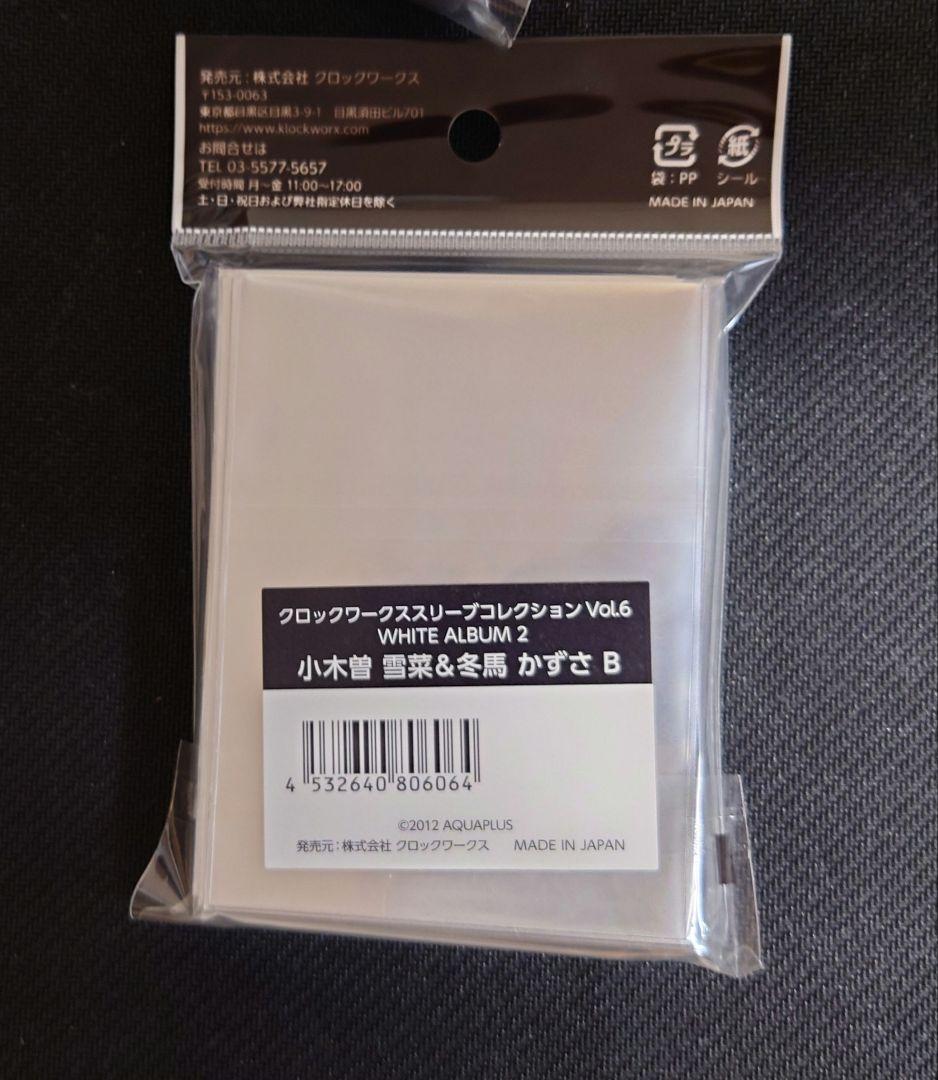 発売元：株式会社 クロックワークス
〒153-0063
東京都目黒区目黒3-9-1 目黒須田ビル701
https://www.klockworx.com
お問合せは
TEL 03-5577-5657
受付時間 月～金 11:00～17:00
土・日・祝日および弊社指定休日を除く
プラ
紙
袋：PP
シール
MADE IN JAPAN
クロックワークススリーブコレクション Vol.6
WHITE ALBUM 2
小木曽 雪菜&冬馬 かずさ B
4 532640 806064
©2012 AQUAPLUS
発売元：株式会社 クロックワークス MADE IN JAPAN